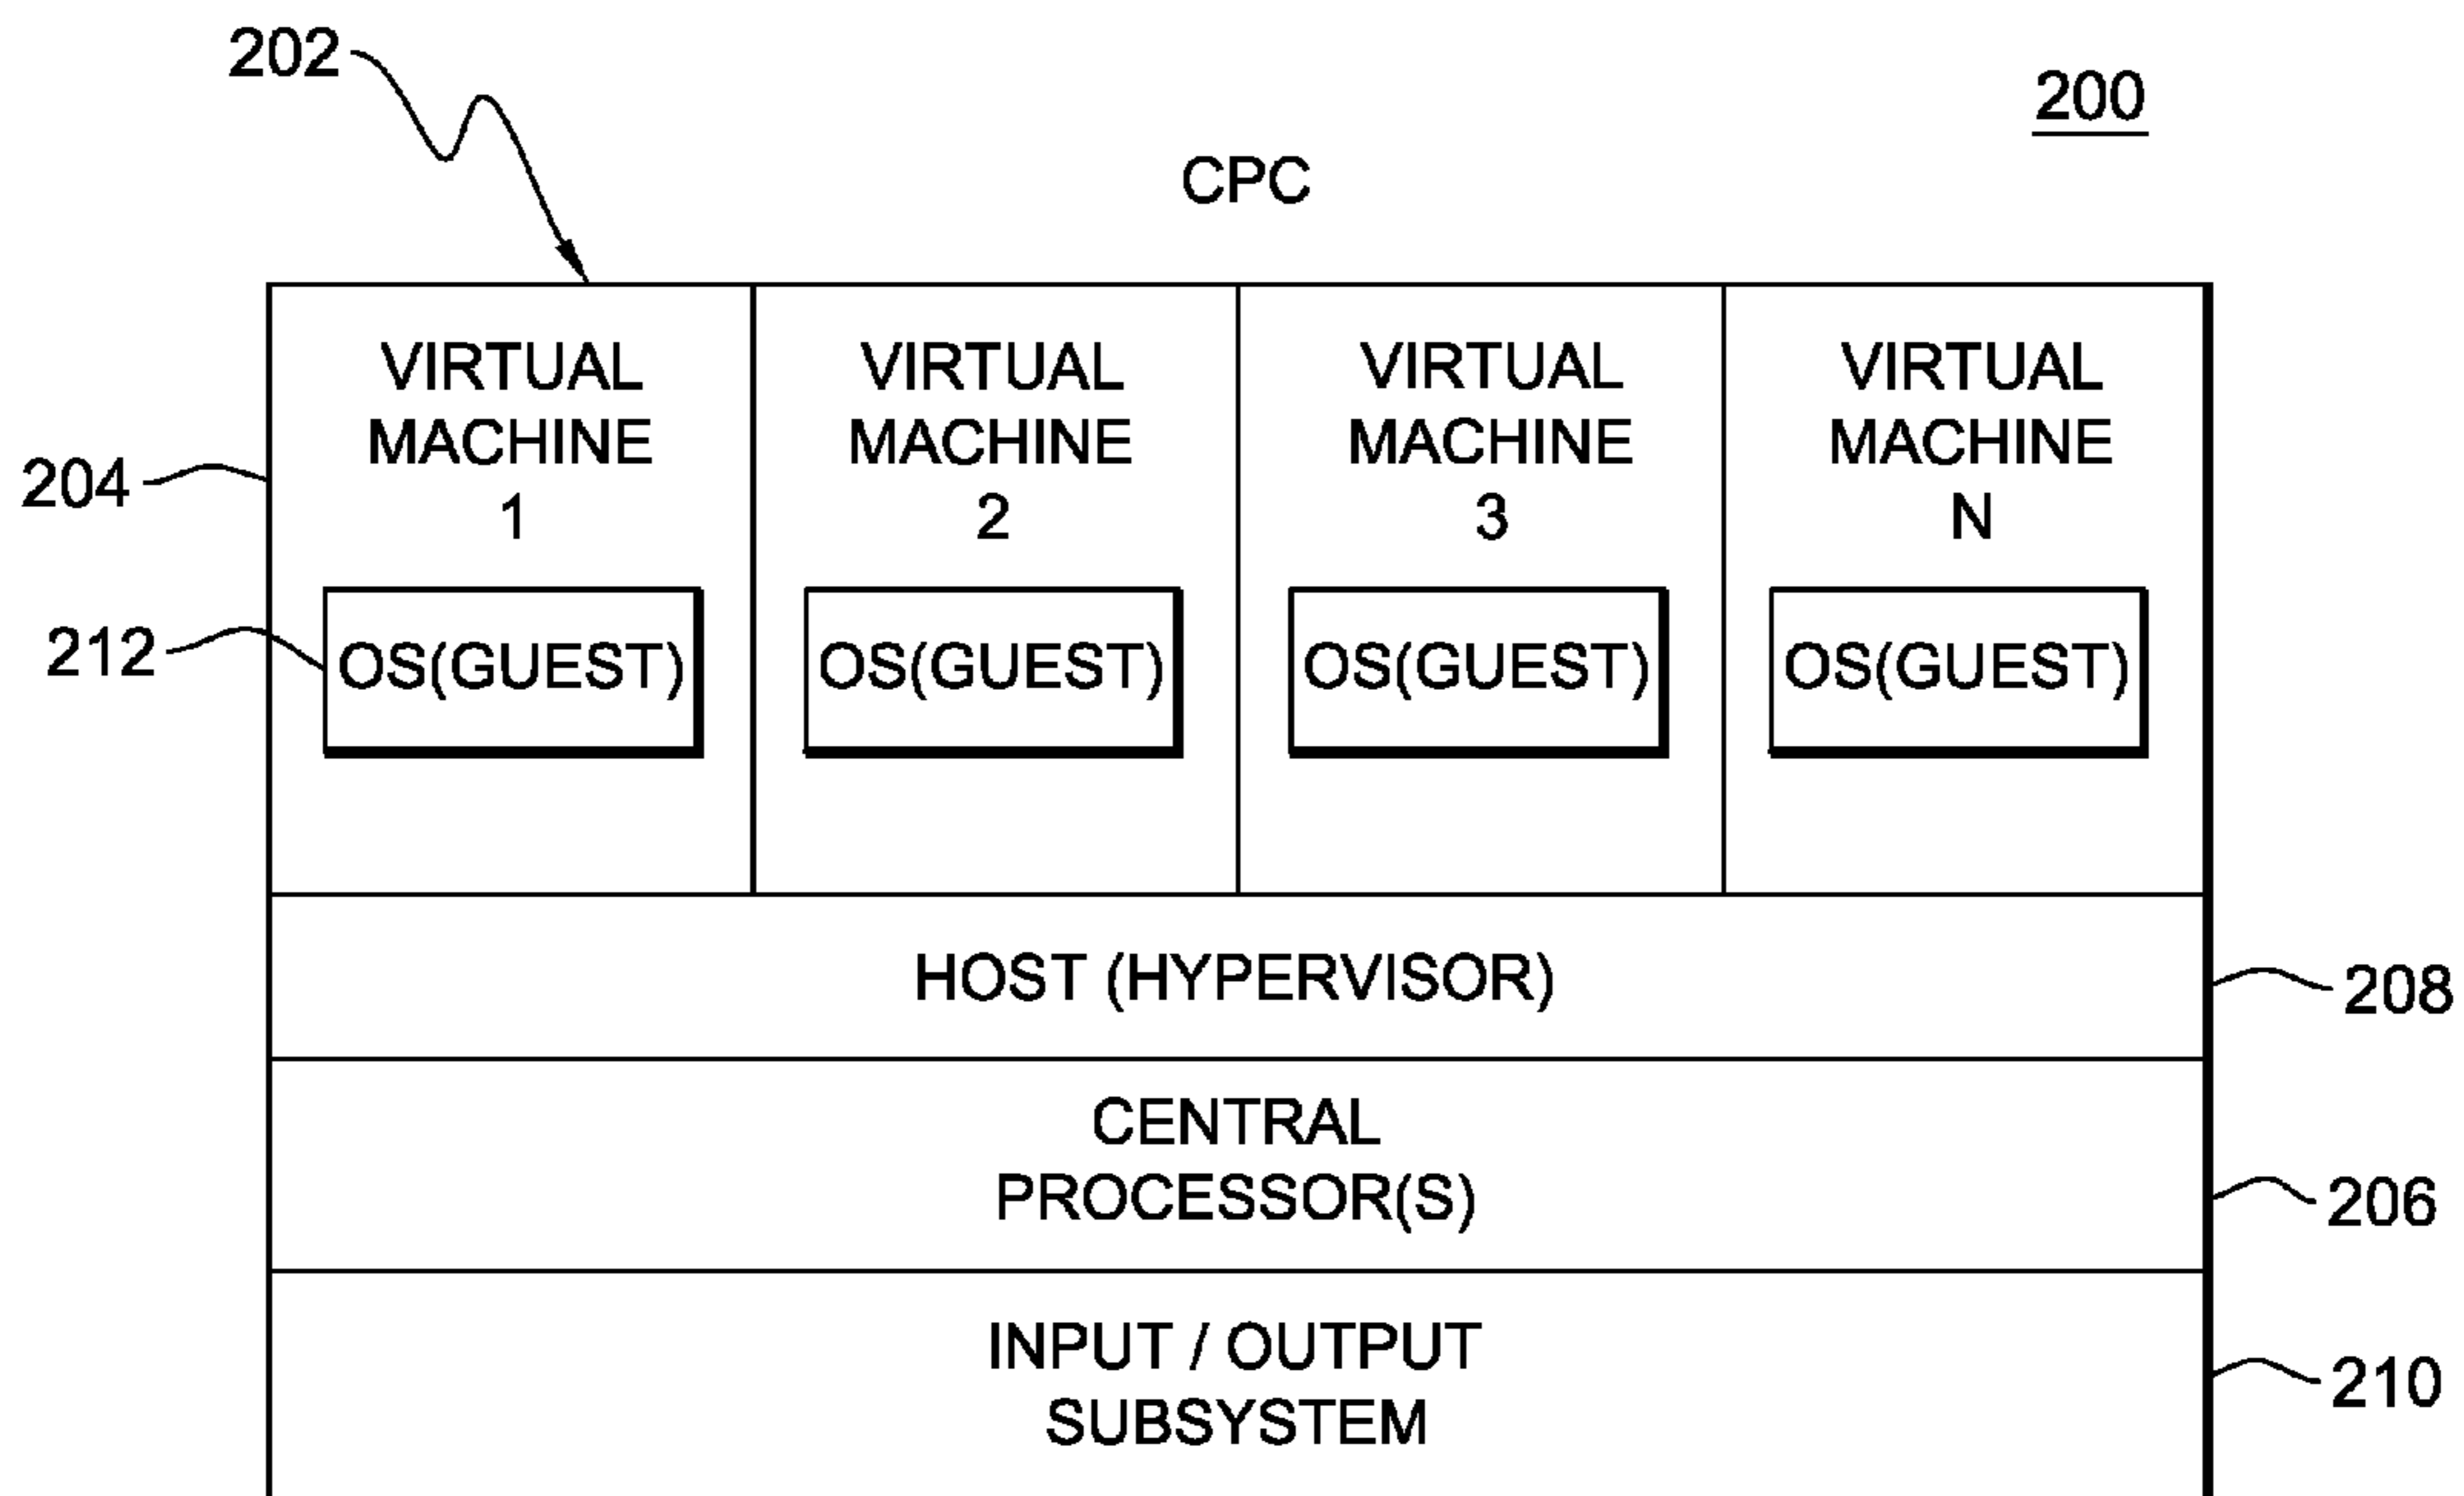 202
200
CPC
VIRTUAL
MACHINE
1
VIRTUAL
MACHINE
2
VIRTUAL
MACHINE
3
VIRTUAL
MACHINE
N
204
212
OS(GUEST)
OS(GUEST)
OS(GUEST)
OS(GUEST)
HOST (HYPERVISOR)
208
CENTRAL
PROCESSOR(S)
206
INPUT / OUTPUT
SUBSYSTEM
210